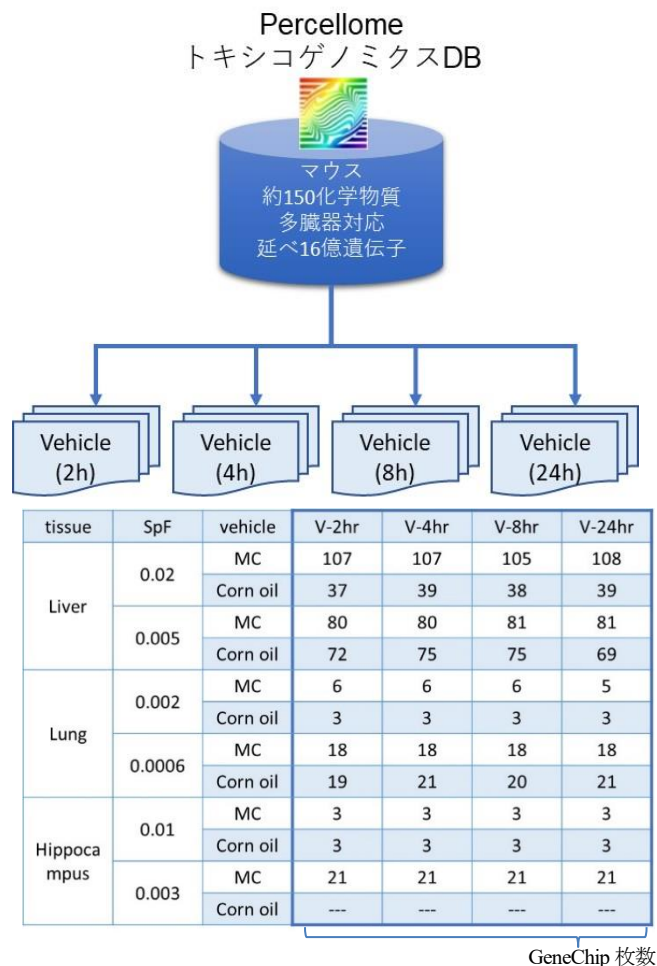 Percellome
トキシコゲノミクスDB
マウス
約150化学物質
多臓器対応
延べ16億遺伝子
Vehicle Vehicle Vehicle Vehicle
(2h) (4h) (8h) (24h)
tissue SpF vehicle V-2hr V-4hr V-8hr V-24hr
Liver 0.02 MC 107 107 105 108
Corn oil 37 39 38 39
0.005 MC 80 80 81 81
Corn oil 72 75 75 69
Lung 0.002 MC 6 6 6 5
Corn oil 3 3 3 3
0.0006 MC 18 18 18 18
Corn oil 19 21 20 21
Hippoca
mpus 0.01 MC 3 3 3 3
Corn oil 3 3 3 3
0.003 MC 21 21 21 21
Corn oil --- --- --- ---
GeneChip 枚数